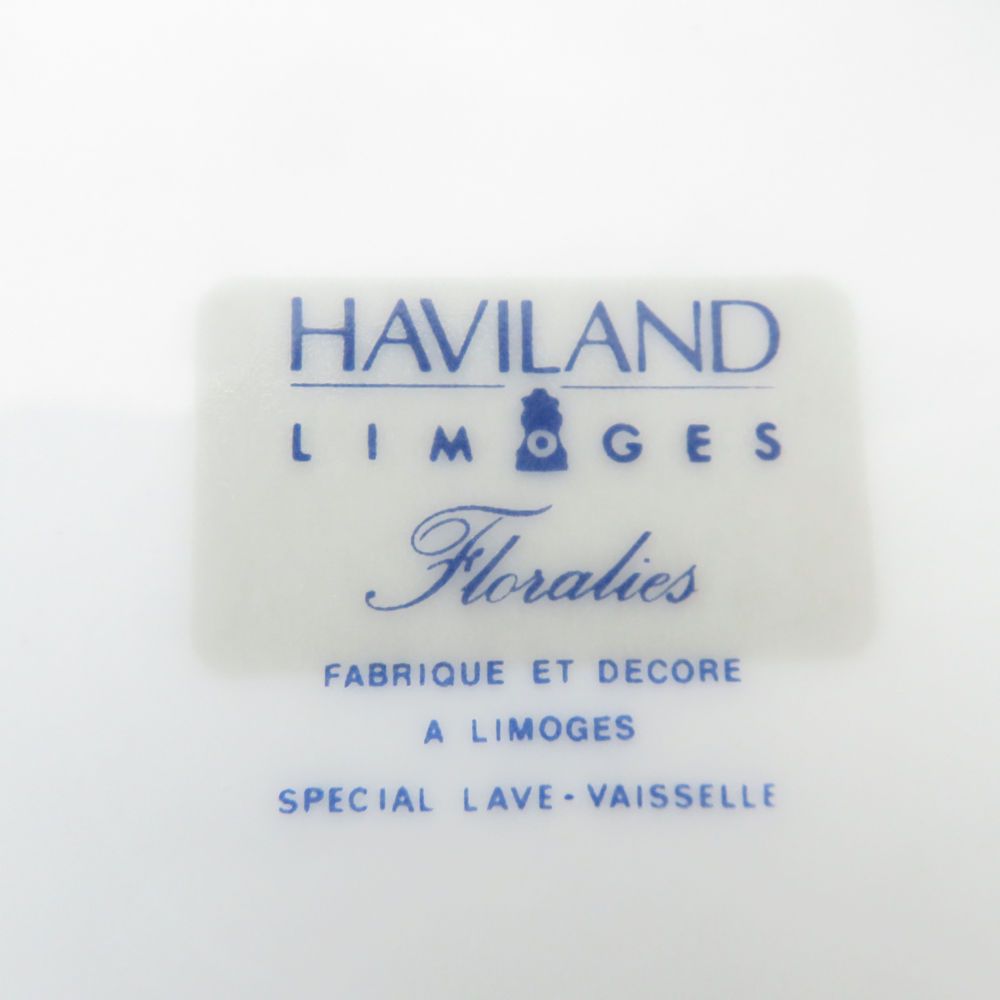 HAVILAND
LIMOGES
Floralies
FABRIQUE ET DECORE
A LIMOGES
SPECIAL LAVE-VAISSELLE